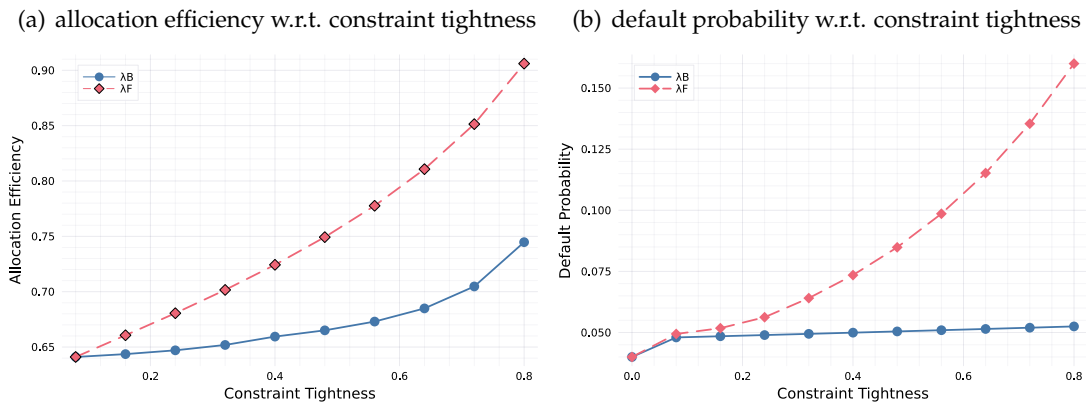 (a) allocation efficiency w.r.t. constraint tightness
(b) default probability w.r.t. constraint tightness
λB
λF
0.90
0.85
0.80
0.75
0.70
0.65
Allocation Efficiency
0.2
0.4
0.6
0.8
Constraint Tightness
λB
λF
0.150
0.125
0.100
0.075
0.050
Default Probability
0.0
0.2
0.4
0.6
0.8
Constraint Tightness